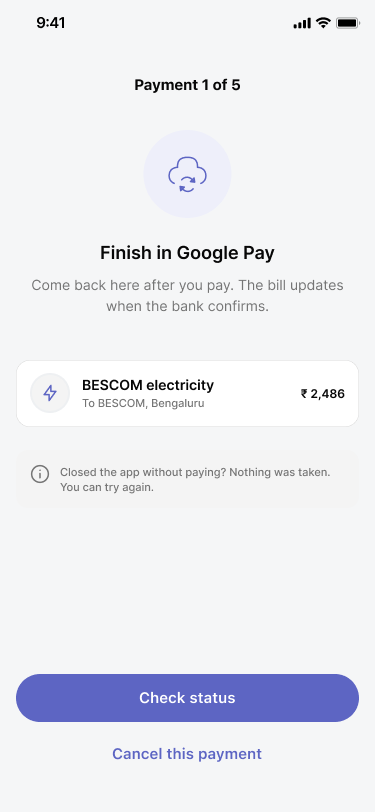 9:41
Payment 1 of 5
Finish in Google Pay
Come back here after you pay. The bill updates
when the bank confirms.
BESCOM electricity
To BESCOM, Bengaluru
₹ 2,486
Closed the app without paying? Nothing was taken.
You can try again.
Check status
Cancel this payment